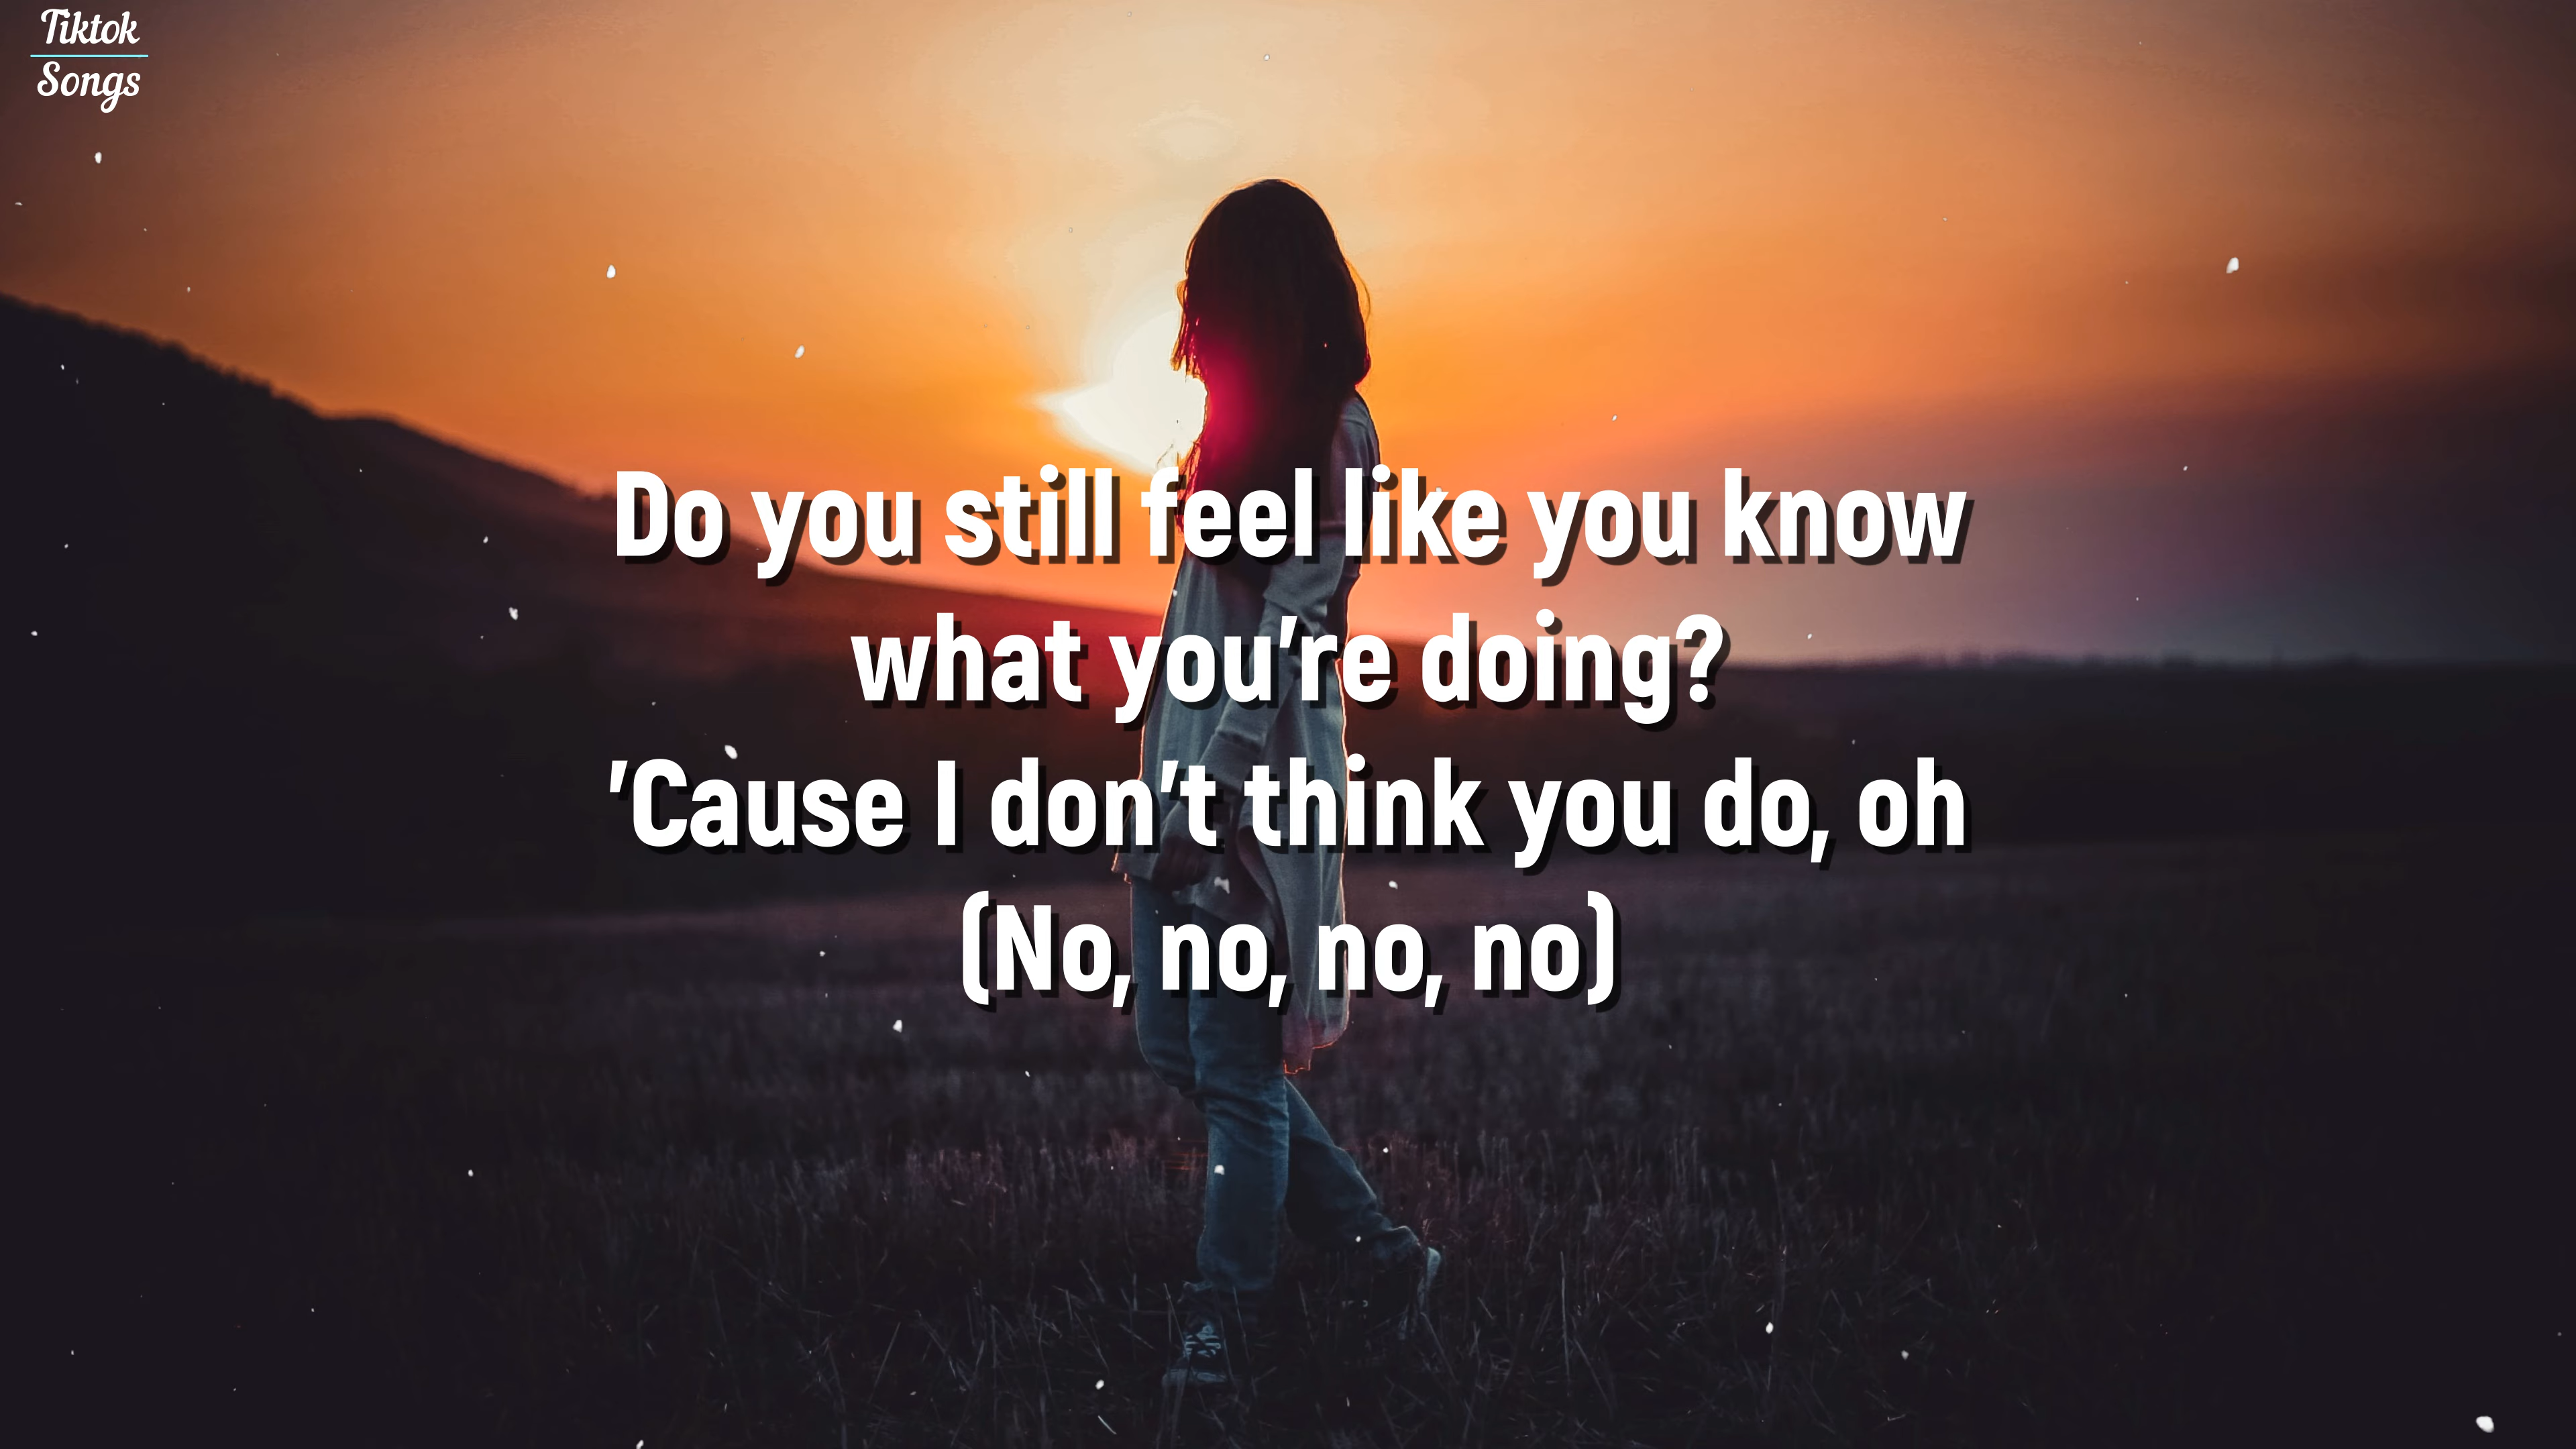 Tiktok
Songs
Do you still feel like you know
what you're doing?
'Cause I don't think you do, oh
(No, no, no, no)